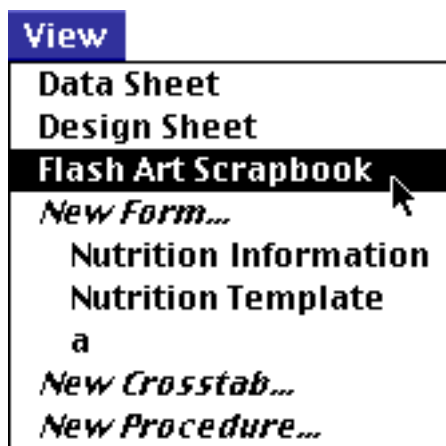 View
Data Sheet
Design Sheet
Flash Art Scrapbook
New Form...
Nutrition Information
Nutrition Template
a
New Crosstab...
New Procedure...